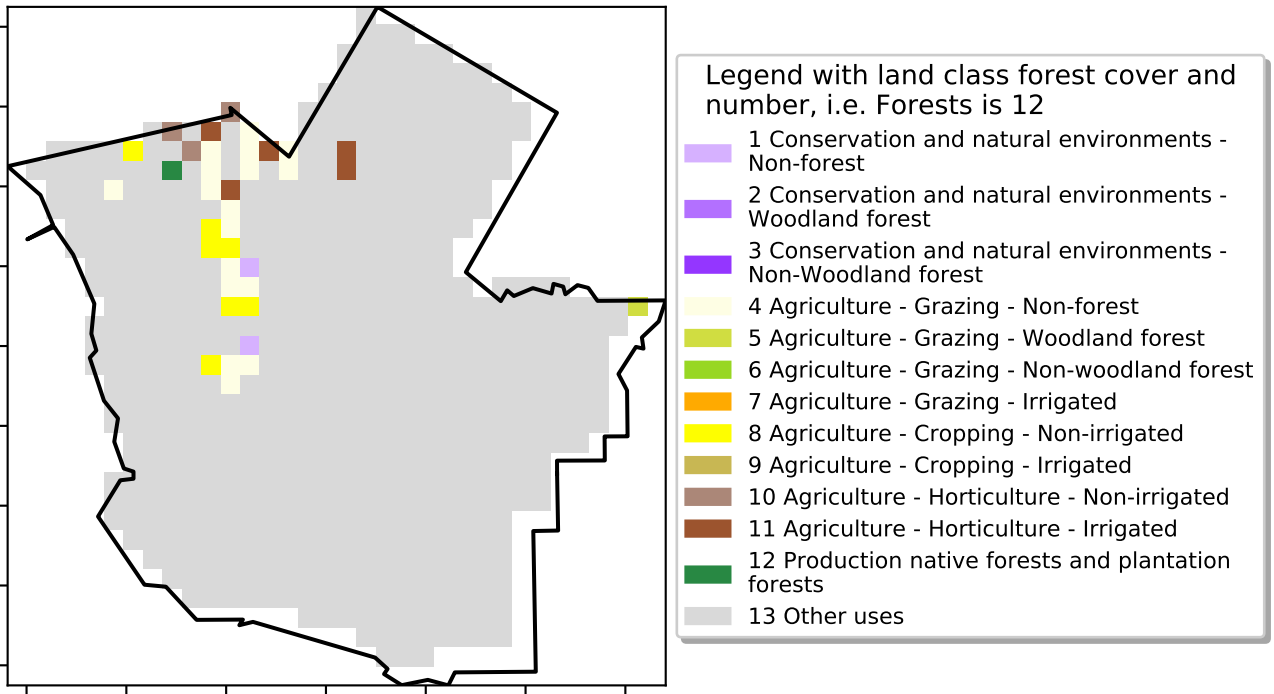 Legend with land class forest cover and
number, i.e. Forests is 12
1 Conservation and natural environments -
Non-forest
2 Conservation and natural environments -
Woodland forest
3 Conservation and natural environments -
Non-Woodland forest
4 Agriculture - Grazing - Non-forest
5 Agriculture - Grazing - Woodland forest
6 Agriculture - Grazing - Non-woodland forest
7 Agriculture - Grazing - Irrigated
8 Agriculture - Cropping - Non-irrigated
9 Agriculture - Cropping - Irrigated
10 Agriculture - Horticulture - Non-irrigated
11 Agriculture - Horticulture - Irrigated
12 Production native forests and plantation
forests
13 Other uses